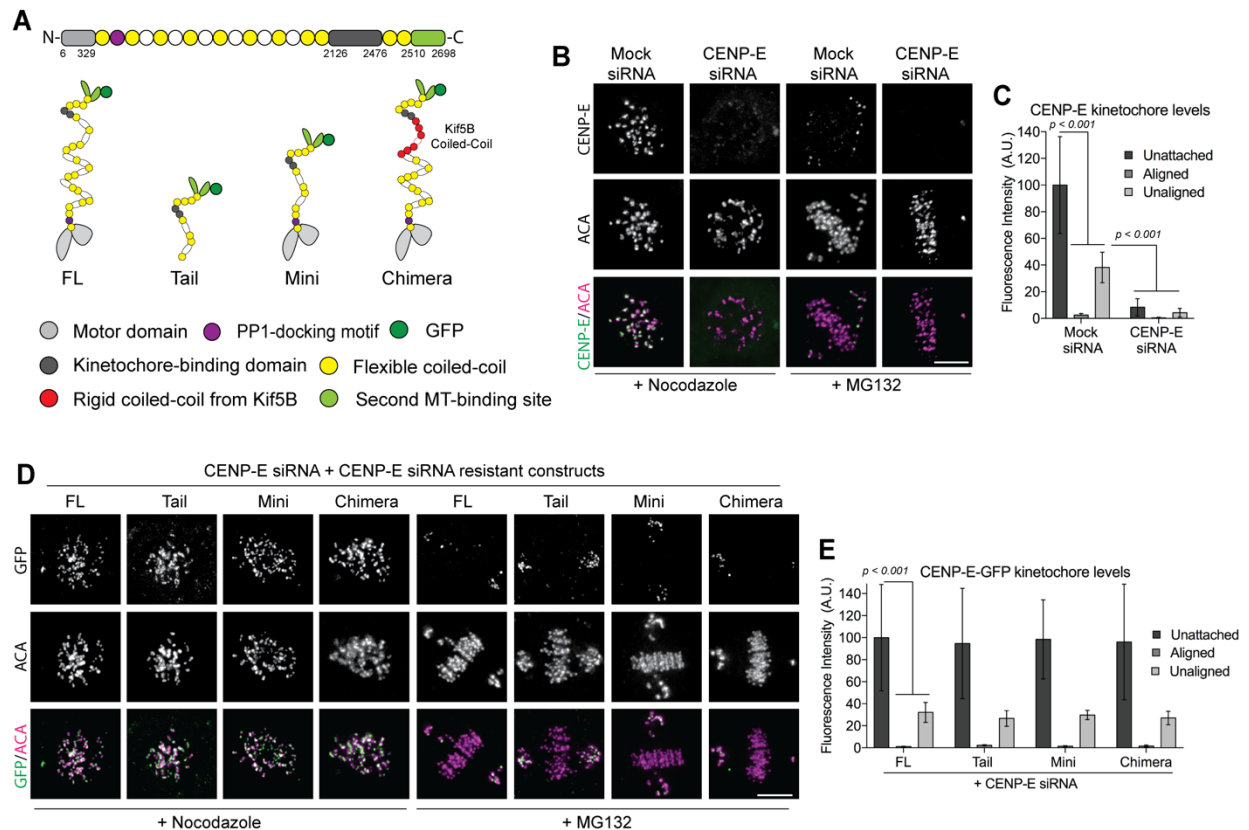 A
N-
-C
6 329 2126 2476 2510 2698
Kif5B
Coiled-Coil
FL Tail Mini Chimera
Motor domain PP1-docking motif GFP
Kinetochore-binding domain Flexible coiled-coil
Rigid coiled-coil from Kif5B Second MT-binding site
B
Mock siRNA CENP-E siRNA Mock siRNA CENP-E siRNA
CENP-E
ACA
CENP-E/ACA
+ Nocodazole + MG132
C
CENP-E kinetochore levels
Fluorescence Intensity (A.U.)
140
120
100
80
60
40
20
0
p < 0.001
p < 0.001
Unattached
Aligned
Unaligned
Mock siRNA CENP-E siRNA
D
CENP-E siRNA + CENP-E siRNA resistant constructs
FL Tail Mini Chimera FL Tail Mini Chimera
GFP
ACA
GFP/ACA
+ Nocodazole + MG132
E
CENP-E-GFP kinetochore levels
Fluorescence Intensity (A.U.)
140
120
100
80
60
40
20
0
p < 0.001
Unattached
Aligned
Unaligned
FL Tail Mini Chimera
+ CENP-E siRNA